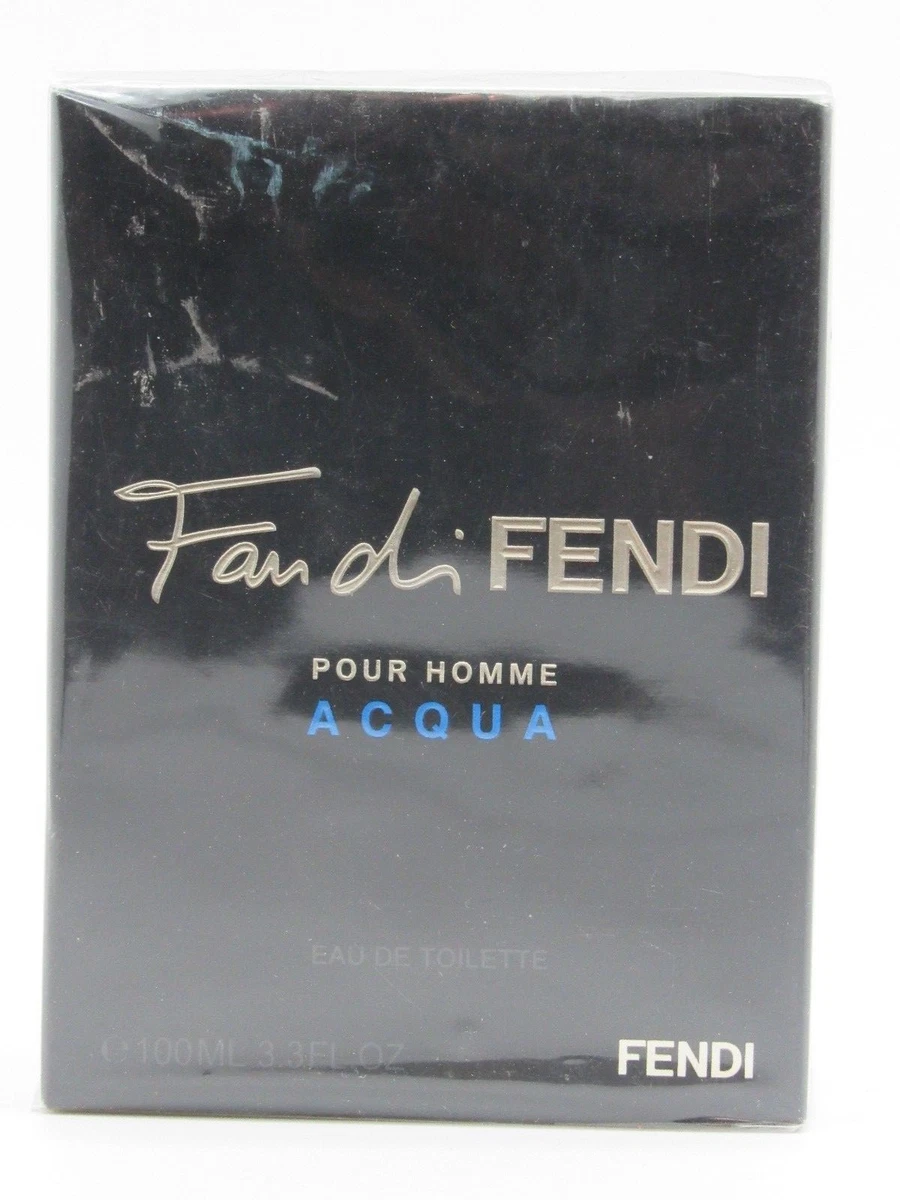 Fan di FENDI
POUR HOMME
ACQUA
EAU DE TOILETTE
℮100ML 3.3FL.OZ
FENDI